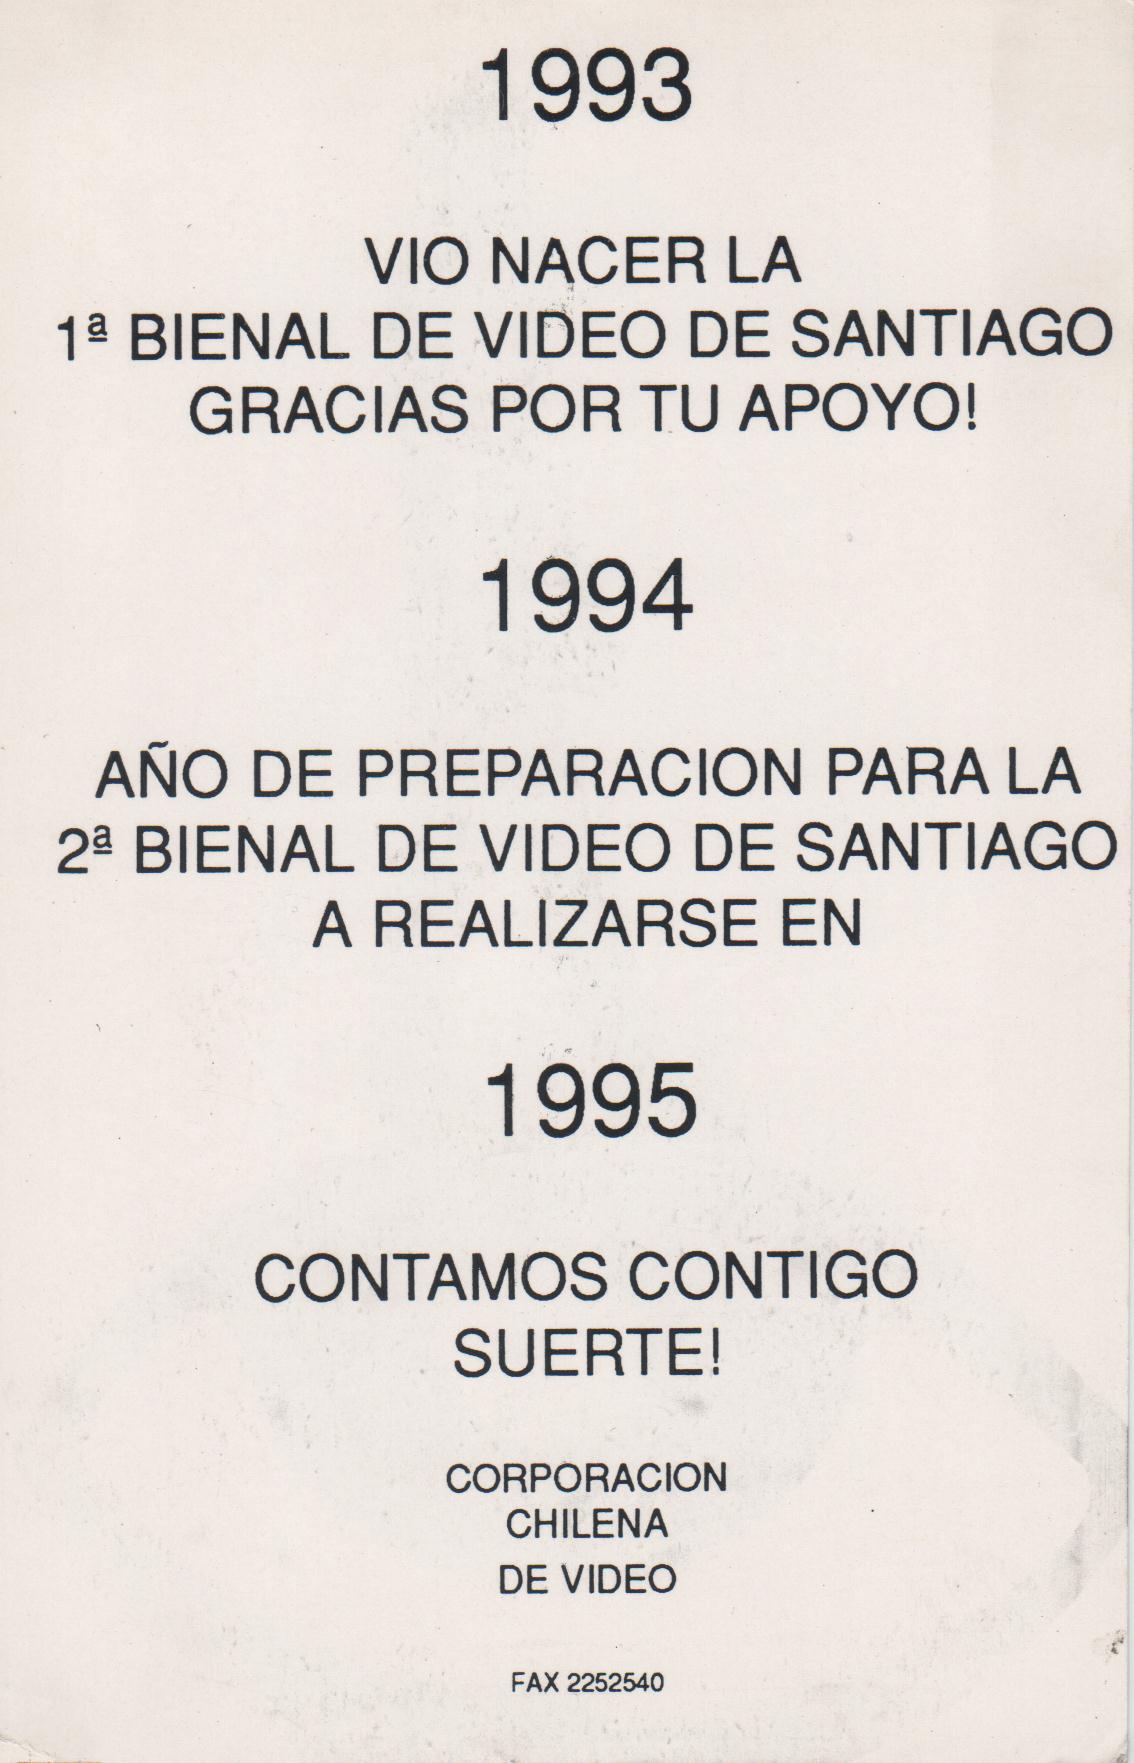 1993
VIO NACER LA
1ª BIENAL DE VIDEO DE SANTIAGO
GRACIAS POR TU APOYO!
1994
AÑO DE PREPARACION PARA LA
2ª BIENAL DE VIDEO DE SANTIAGO
A REALIZARSE EN
1995
CONTAMOS CONTIGO
SUERTE!
CORPORACION
CHILENA
DE VIDEO
FAX 2252540